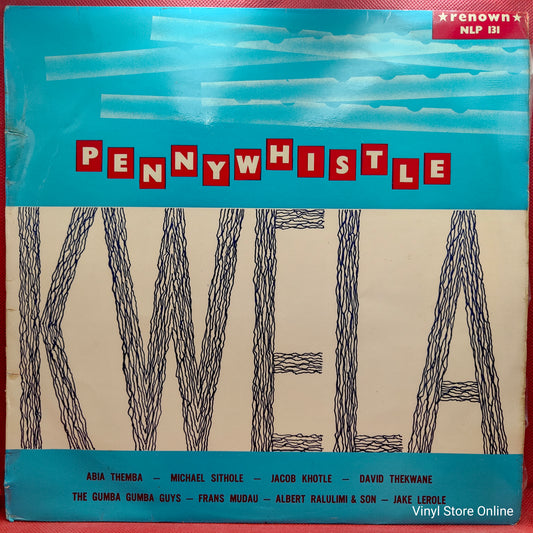 ★renown★
NLP 131
PENNYWHISTLE
KWELA
ABIA THEMBA — MICHAEL SITHOLE — JACOB KHOTLE — DAVID THEKWANE
THE GUMBA GUMBA GUYS — FRANS MUDAU — ALBERT RALULIMI & SON — JAKE LEROLE
Vinyl Store Online